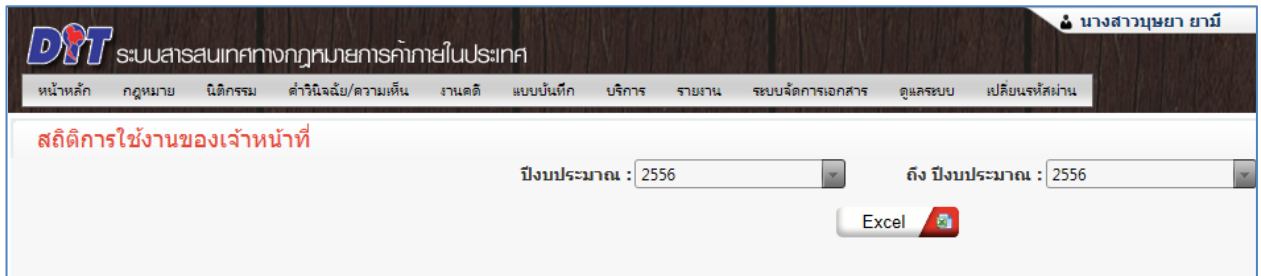 นางสาวบุษยา ยามี
DIT ระบบสารสนเทศทางกฎหมายการค้าภายในประเทศ
หน้าหลัก กฎหมาย นิติกรรม คำวินิจฉัย/ความเห็น งานคดี แบบบันทึก บริการ รายงาน ระบบจัดการเอกสาร ดูแลระบบ เปลี่ยนรหัสผ่าน
สถิติการใช้งานของเจ้าหน้าที่
ปีงบประมาณ : 2556 ถึง ปีงบประมาณ : 2556
Excel